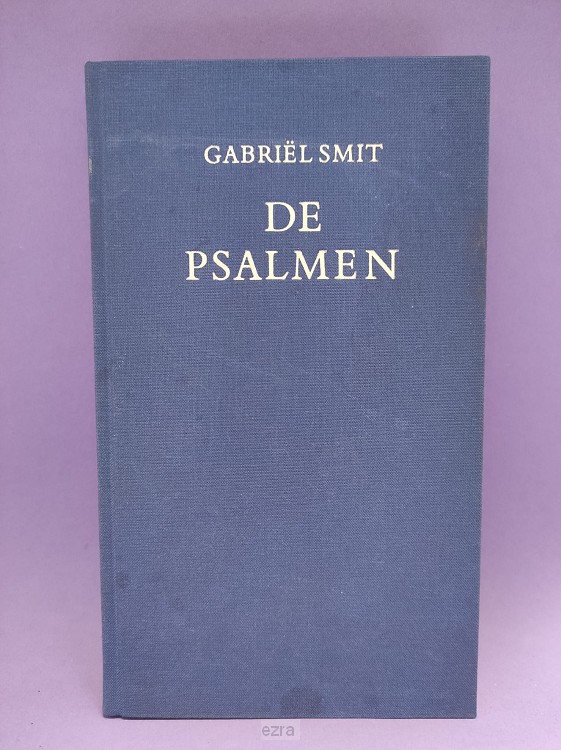 GABRIËL SMIT
DE
PSALMEN
ezra